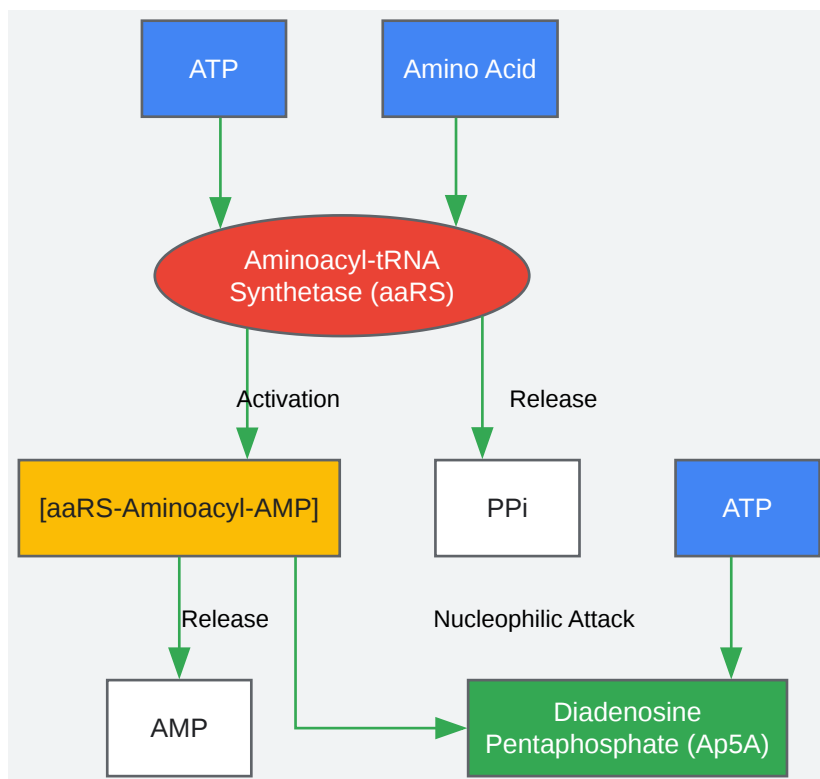 ATP
Amino Acid
Aminoacyl-tRNA
Synthetase (aaRS)
Activation
Release
[aaRS-Aminoacyl-AMP]
PPi
ATP
Release
Nucleophilic Attack
AMP
Diadenosine
Pentaphosphate (Ap5A)